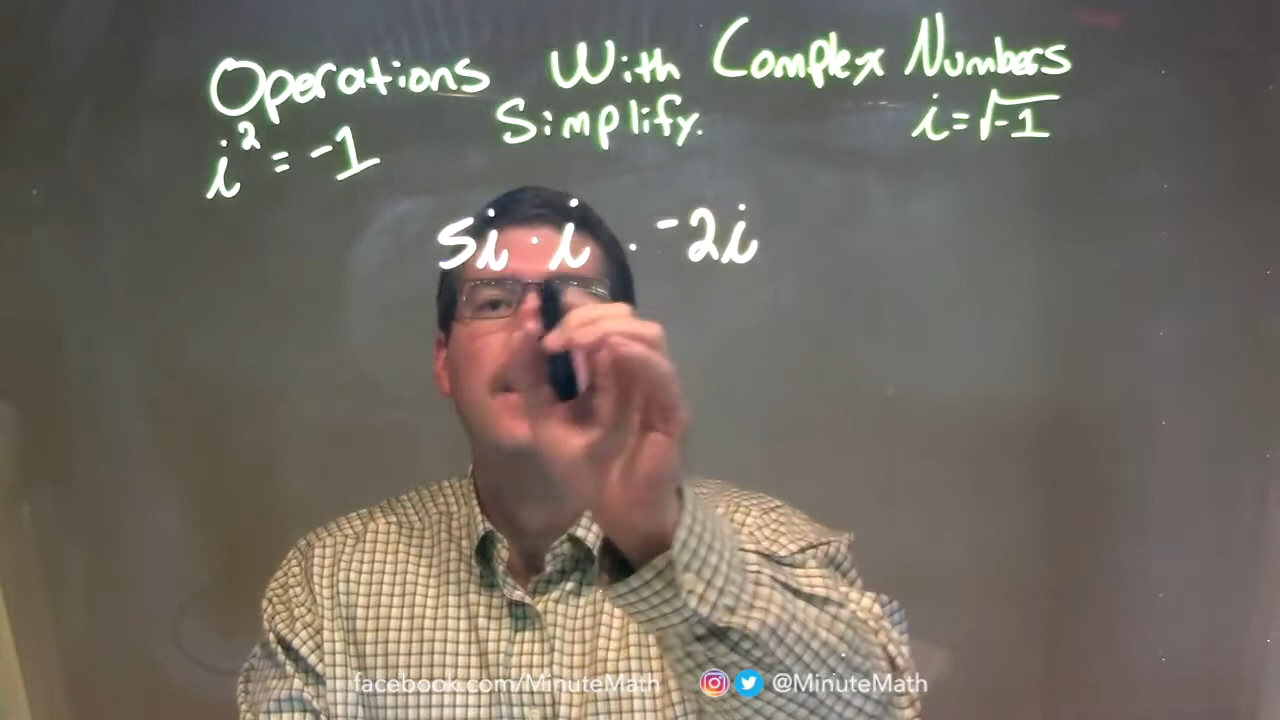 Operations With Complex Numbers
i² = -1 Simplify. i = √-1
5i · i · -2i
facebook.com/MinuteMath @MinuteMath